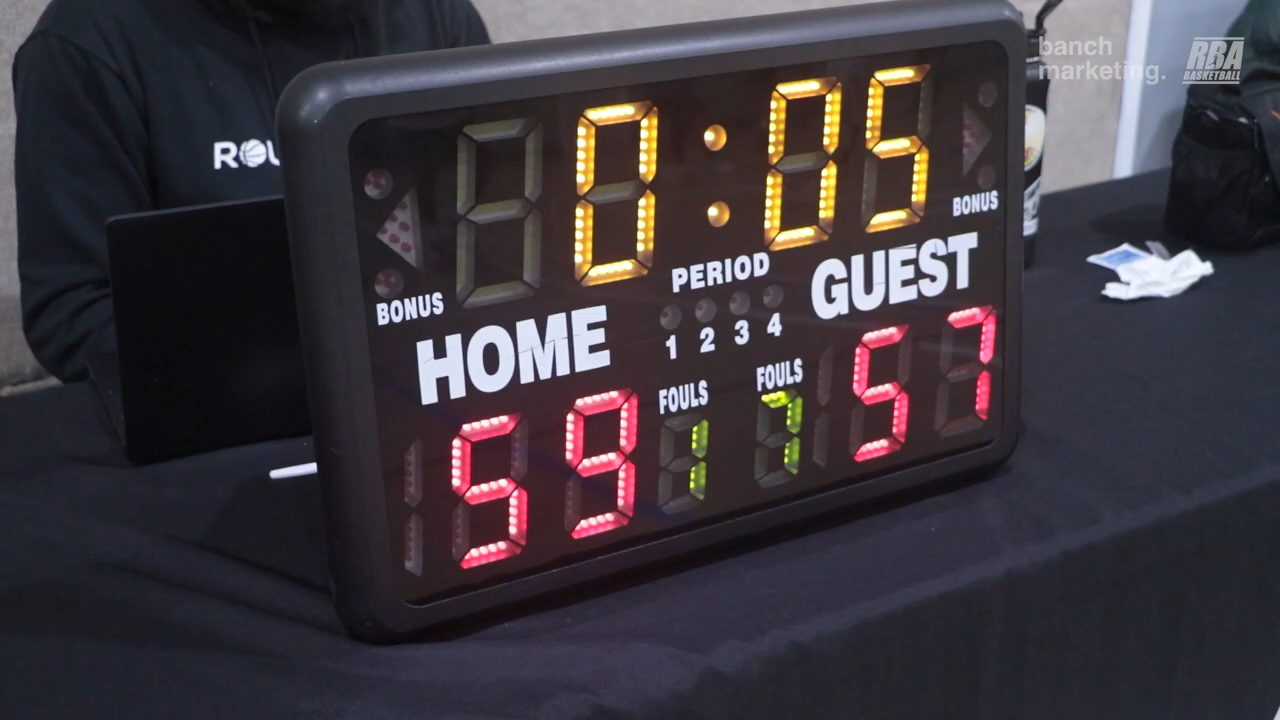 banch
marketing.
RBA
BASKETBALL
ROU
0:05
BONUS
BONUS
PERIOD
1 2 3 4
HOME
GUEST
FOULS
FOULS
59
1
7
57